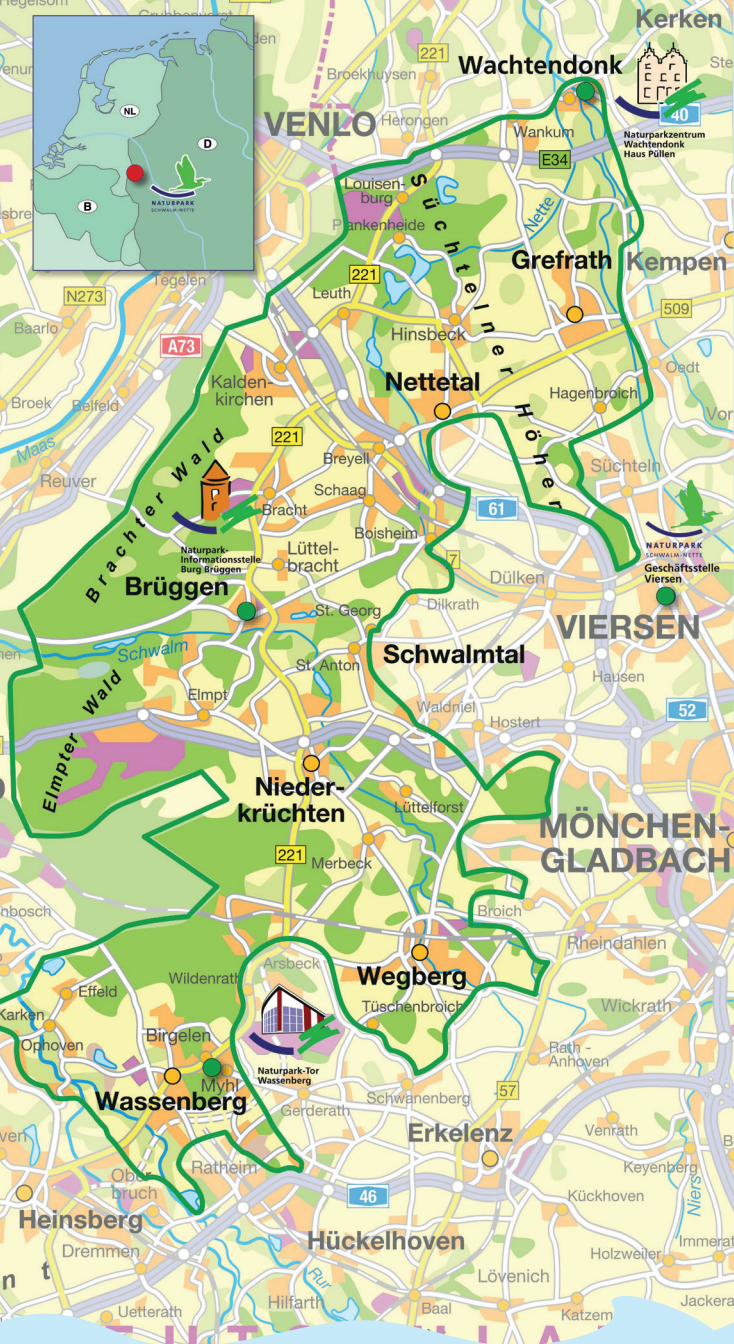 Kerken
221
Wachtendonk
Broekhuysen
NL
40
VENLO
Herongen
Wankum
Naturparkzentrum
Wachtendonk
Haus Püllen
D
E34
Louisen-
burg
NATURPARK
SCHWALM-NETTE
B
Plankenheide
Süchtelner Höhen
Nette
Grefrath
Kempen
221
Tegelen
Leuth
N273
509
Baarlo
Hinsbeck
A73
Oedt
Kalden-
kirchen
Nettetal
Hagenbroich
Broek
Belfeld
221
Maas
Brachter Wald
Breyell
Süchteln
Reuver
Schaag
Bracht
61
Boisheim
NATURPARK
SCHWALM-NETTE
Naturpark-
Informationsstelle
Burg Brüggen
Lüttel-
bracht
7
Geschäftsstelle
Viersen
Dülken
Brüggen
St. Georg
Dilkrath
VIERSEN
Schwalm
Schwalmtal
St. Anton
Hausen
Elmpter Wald
Elmpt
Waldniel
52
Hostert
Nieder-
krüchten
Lüttelforst
MÖNCHEN-
GLADBACH
221
Merbeck
nbosch
Broich
Rheindahlen
Arsbeck
Wildenrath
Wegberg
Effeld
Tüschenbroich
Wickrath
Karken
Ophoven
Birgelen
Rath -
Anhoven
Naturpark-Tor
Wassenberg
Myhl
57
Wassenberg
Schwanenberg
Gerderath
Erkelenz
Venrath
Ratheim
Keyenberg
Ober-
bruch
46
Kückhoven
Niers
Heinsberg
Hückelhoven
Immerat
Dremmen
Holzweiler
n t
Rur
Lövenich
Hilfarth
Jackera
Uetterath
Baal
Katzem